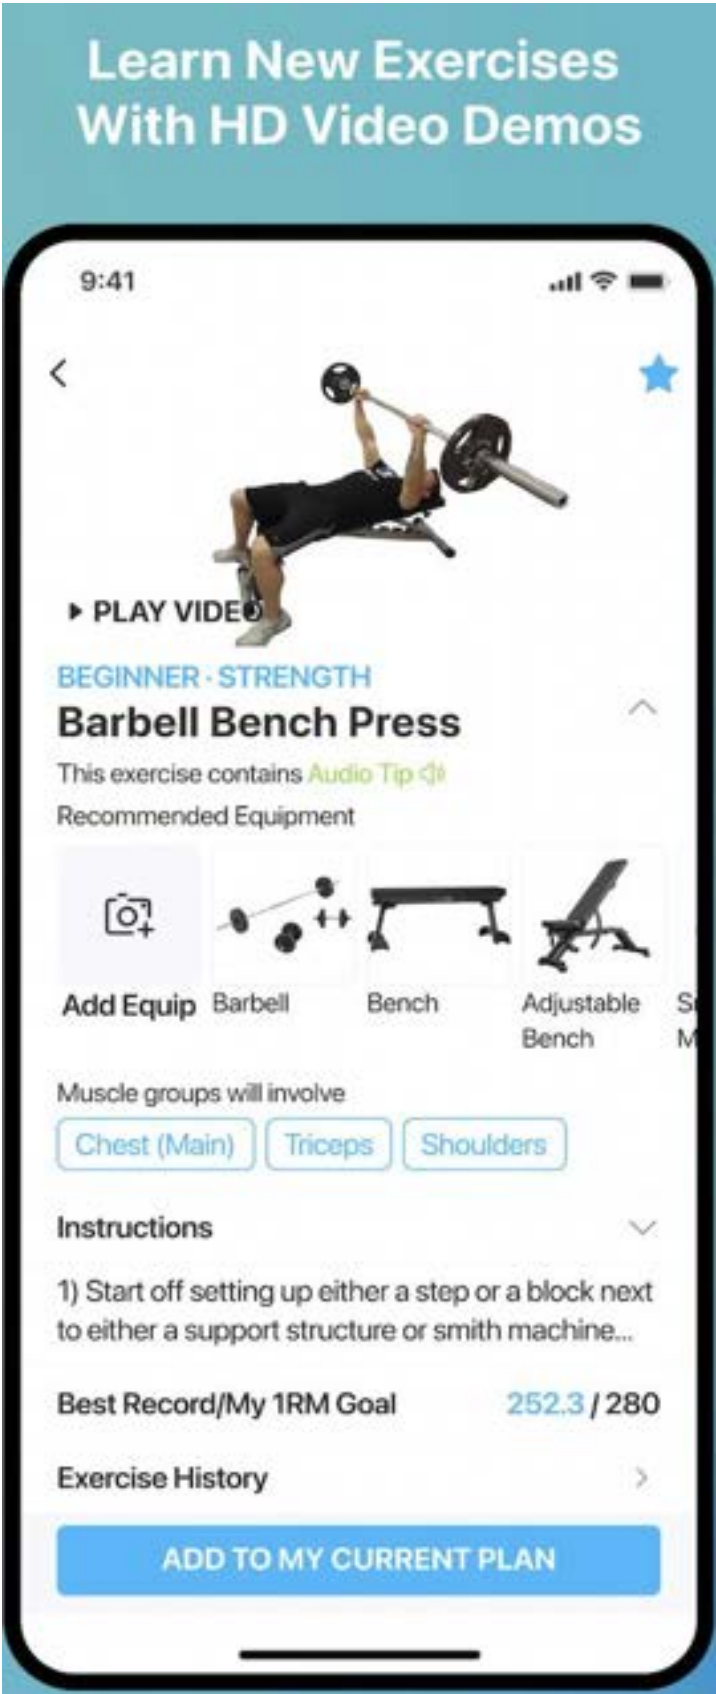 Learn New Exercises
With HD Video Demos
9:41
PLAY VIDEO
BEGINNER · STRENGTH
Barbell Bench Press
This exercise contains Audio Tip
Recommended Equipment
Add Equip
Barbell
Bench
Adjustable
Bench
Muscle groups will involve
Chest (Main)
Triceps
Shoulders
Instructions
1) Start off setting up either a step or a block next
to either a support structure or smith machine...
Best Record/My 1RM Goal 252.3 / 280
Exercise History
ADD TO MY CURRENT PLAN